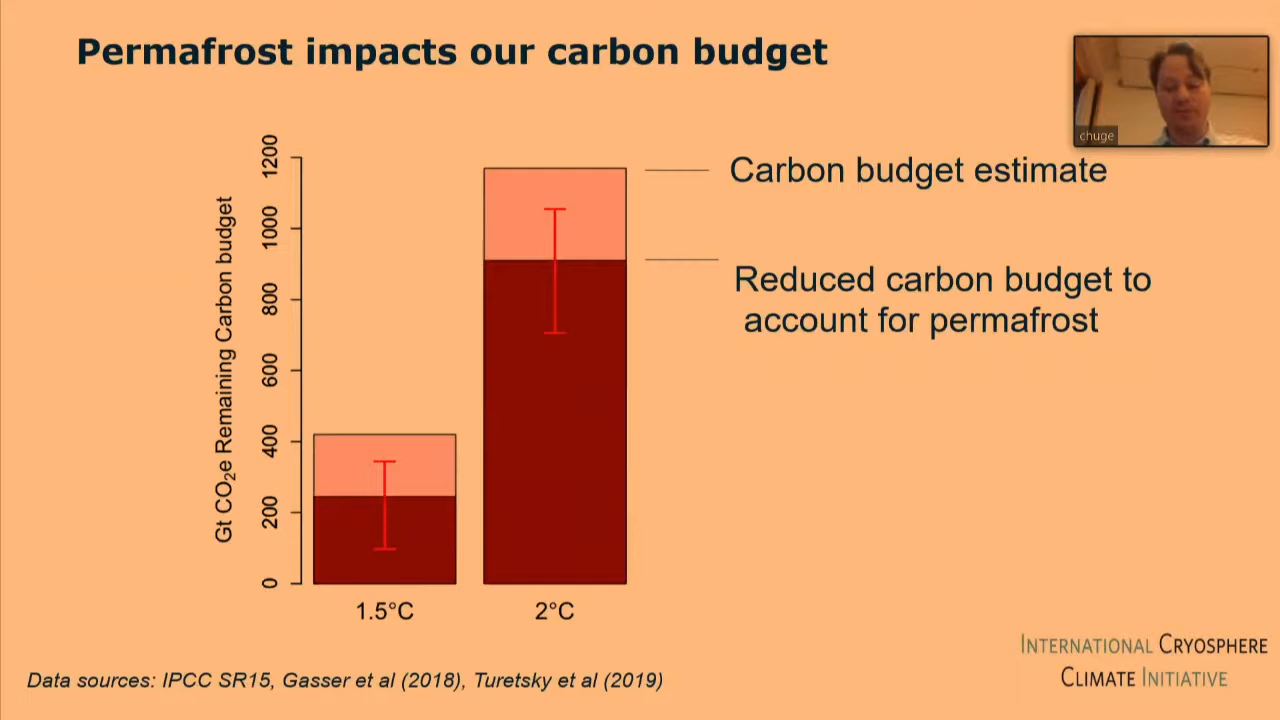 Permafrost impacts our carbon budget
chuge
Gt CO₂e Remaining Carbon budget
1200
1000
800
600
400
200
0
Carbon budget estimate
Reduced carbon budget to
account for permafrost
1.5°C
2°C
Data sources: IPCC SR15, Gasser et al (2018), Turetsky et al (2019)
INTERNATIONAL CRYOSPHERE
CLIMATE INITIATIVE